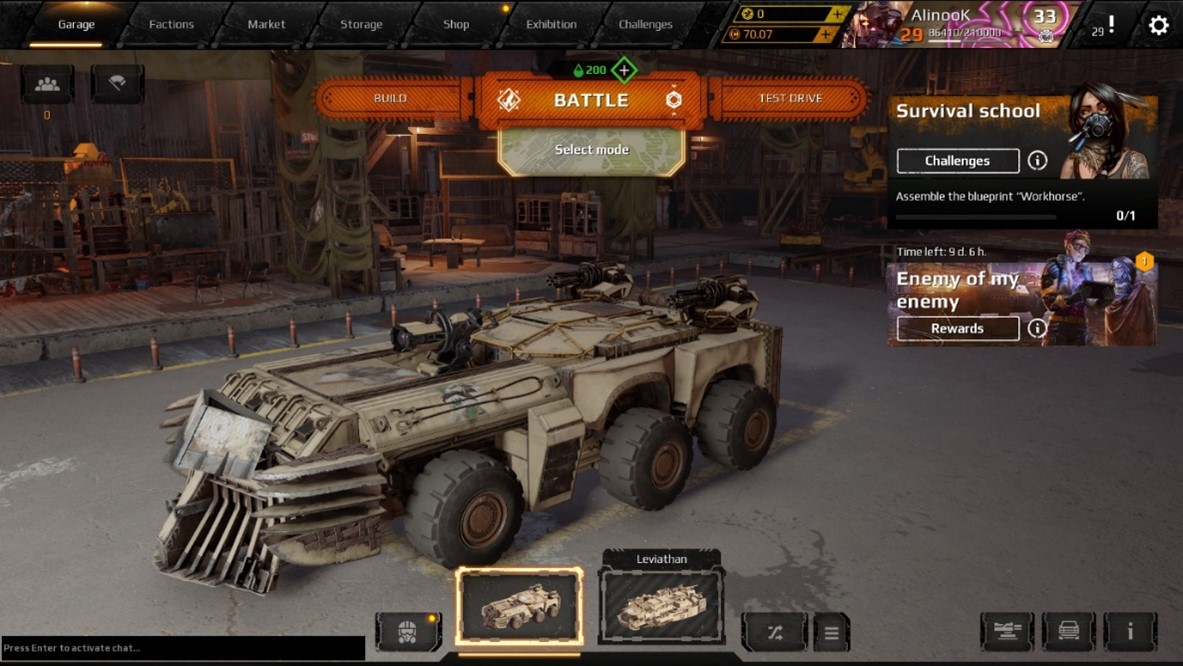 Garage
Factions
Market
Storage
Shop
Exhibition
Challenges
0
70.07
AlinooK
29 86410/210000
33
29 !
0
200 +
BUILD
BATTLE
TEST DRIVE
Select mode
Survival school
Challenges
Assemble the blueprint "Workhorse".
0/1
Time left: 9 d. 6 h.
1
Enemy of my
enemy
Rewards
Leviathan
Press Enter to activate chat...